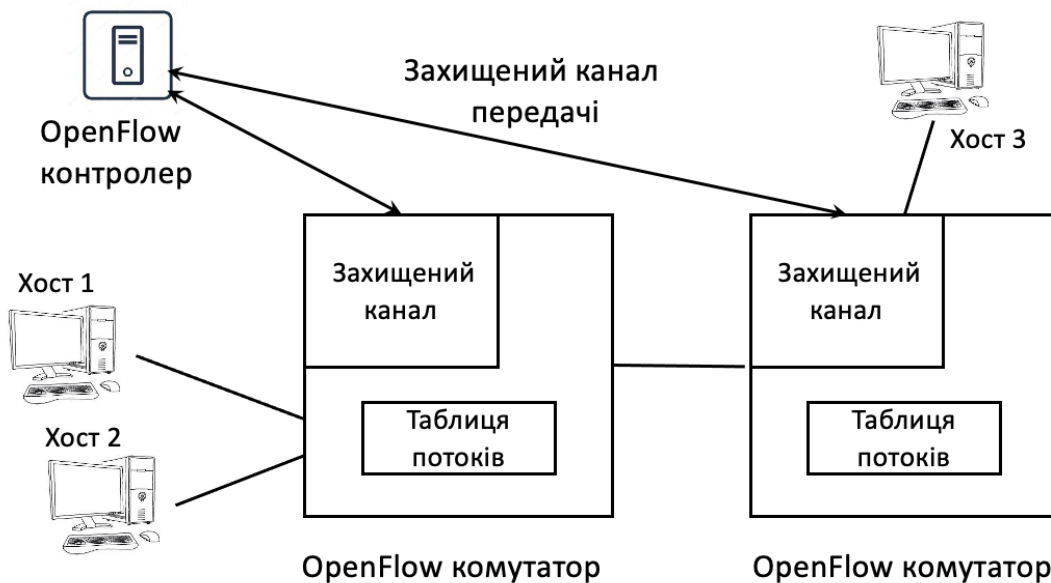 OpenFlow
контролер
Захищений канал
передачі
Хост 3
Хост 1
Хост 2
Захищений
канал
Таблиця
потоків
OpenFlow комутатор
Захищений
канал
Таблиця
потоків
OpenFlow комутатор